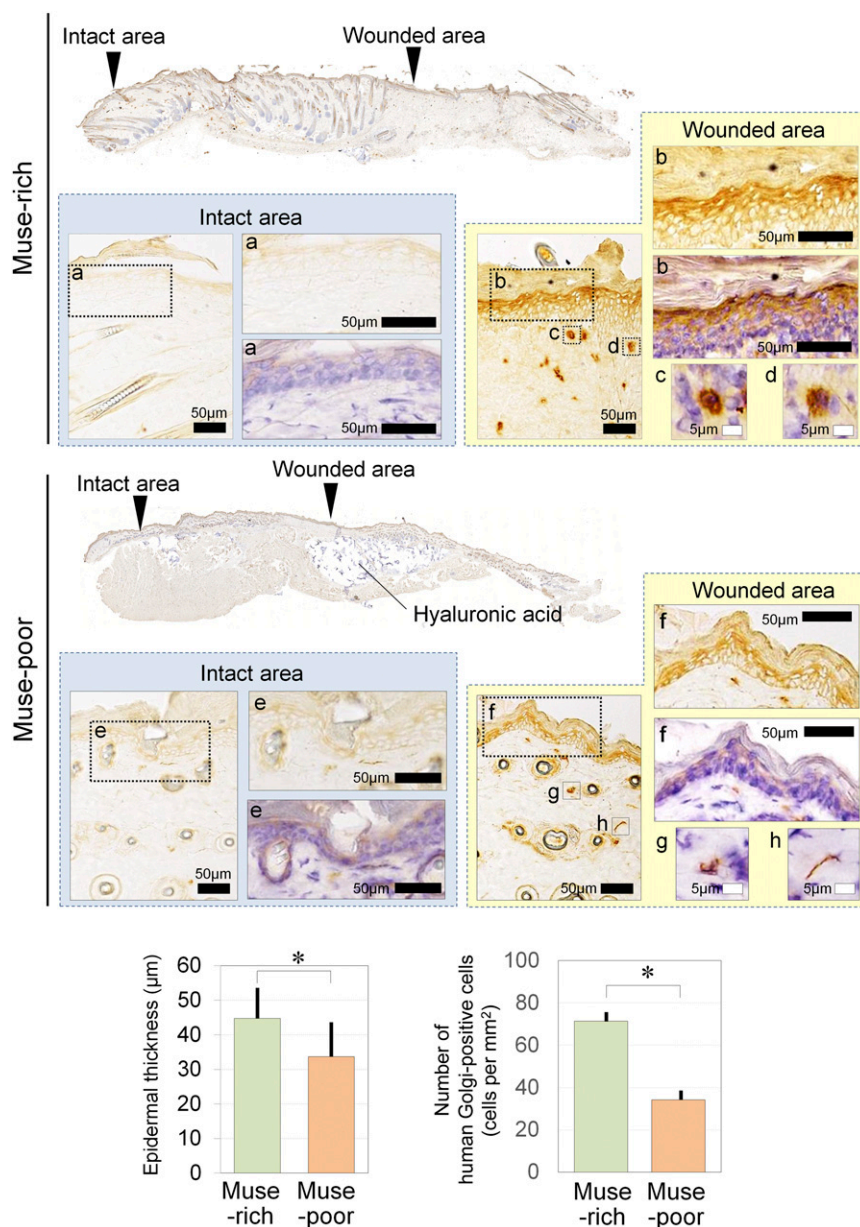 Intact area
Wounded area
Muse-rich
Wounded area
b
50μm
Intact area
a
a
50μm
b
b
50μm
c
d
a
50μm
50μm
50μm
c
d
5μm
5μm
Muse-poor
Intact area
Wounded area
Hyaluronic acid
Wounded area
f
50μm
Intact area
e
e
50μm
f
f
50μm
g
h
e
50μm
50μm
50μm
g
h
5μm
5μm
Epidermal thickness (μm)
60
50
40
30
20
10
0
*
Muse
-rich
Muse
-poor
Number of
human Golgi-positive cells
(cells per mm²)
100
80
60
40
20
0
*
Muse
-rich
Muse
-poor